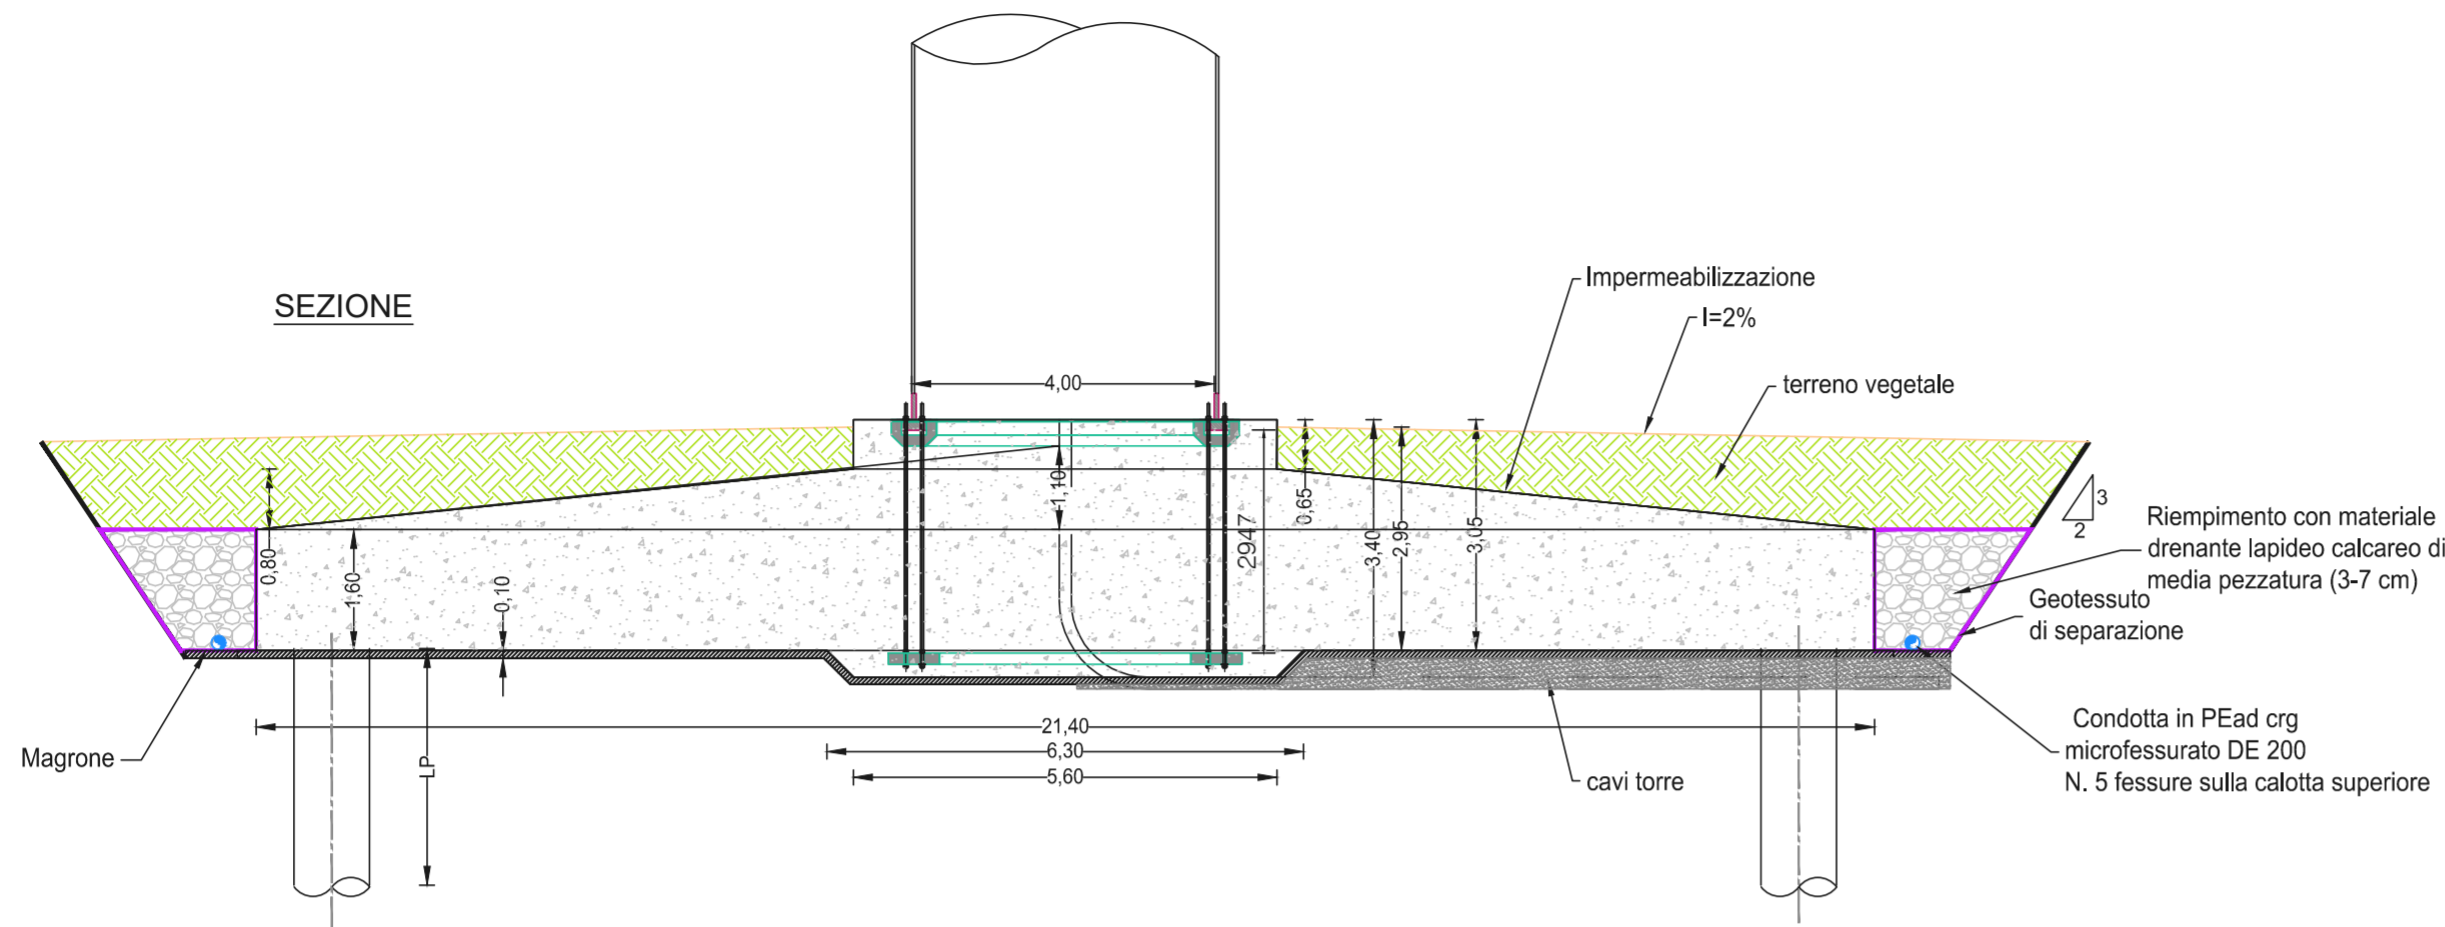 SEZIONE
Impermeabilizzazione
I=2%
terreno vegetale
4,00
3
2
Riempimento con materiale
drenante lapideo calcareo di
media pezzatura (3-7 cm)
Geotessuto
di separazione
0,80
1,60
0,10
1,10
2947
0,65
3,40
2,95
3,05
Magrone
LP
21,40
6,30
5,60
cavi torre
Condotta in PEad crg
microfessurato DE 200
N. 5 fessure sulla calotta superiore